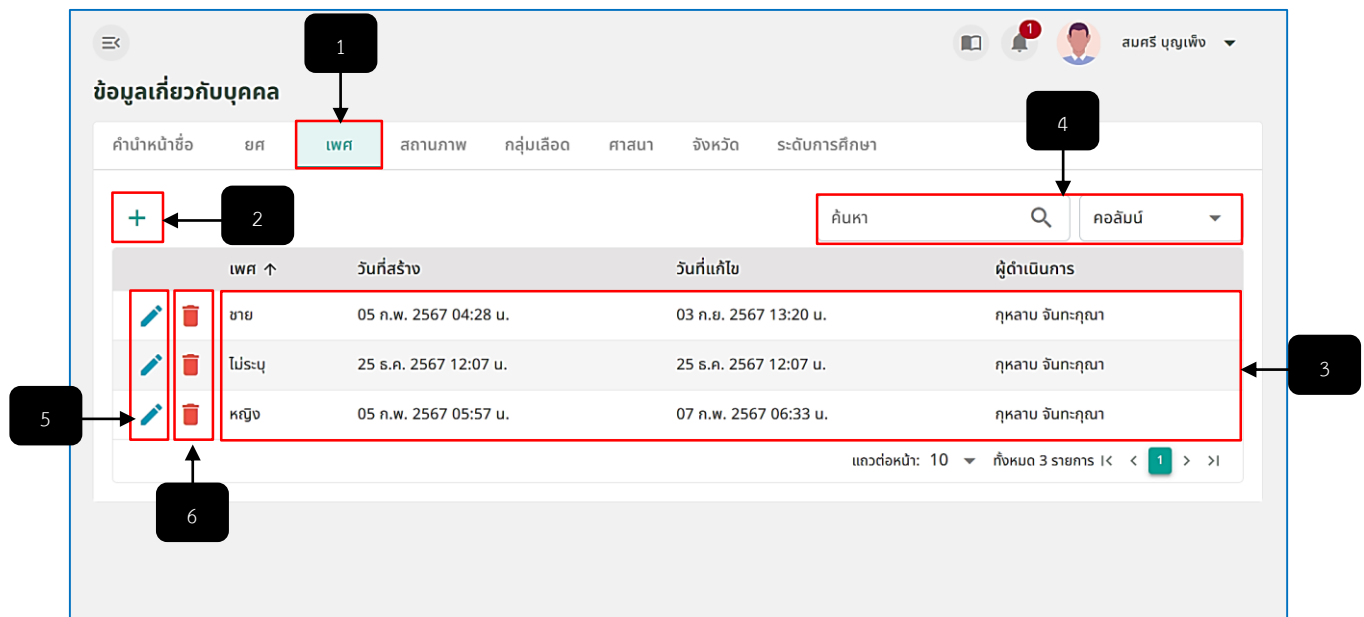 1
1
สมศรี บุญเพ็ง
ข้อมูลเกี่ยวกับบุคคล
4
คำนำหน้าชื่อ ยศ เพศ สถานภาพ กลุ่มเลือด ศาสนา จังหวัด ระดับการศึกษา
2
ค้นหา คอลัมน์
เพศ วันที่สร้าง วันที่แก้ไข ผู้ดำเนินการ
ชาย 05 ก.พ. 2567 04:28 น. 03 ก.ย. 2567 13:20 น. กุหลาบ จันทะกุณา
ไม่ระบุ 25 ธ.ค. 2567 12:07 น. 25 ธ.ค. 2567 12:07 น. กุหลาบ จันทะกุณา
3
5
หญิง 05 ก.พ. 2567 05:57 น. 07 ก.พ. 2567 06:33 น. กุหลาบ จันทะกุณา
แถวต่อหน้า: 10 ทั้งหมด 3 รายการ |< < 1 > >|
6